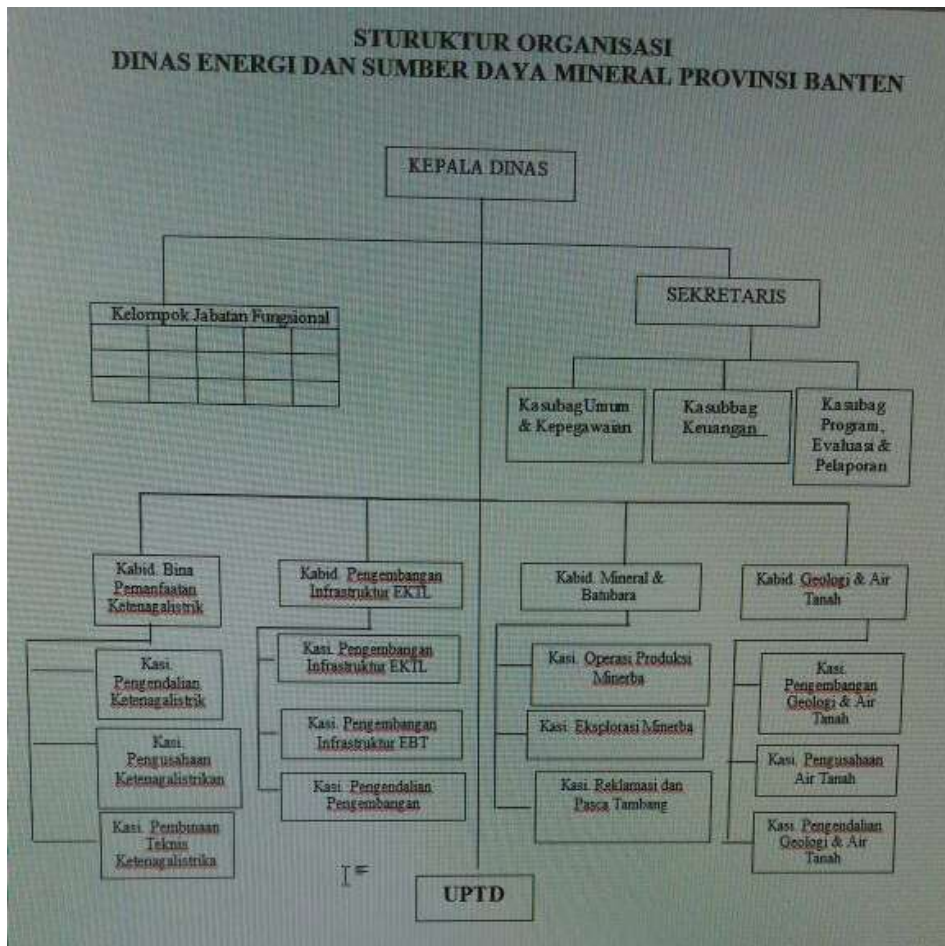 STURUKTUR ORGANISASI
DINAS ENERGI DAN SUMBER DAYA MINERAL PROVINSI BANTEN
KEPALA DINAS
Kelompok Jabatan Fungsional
SEKRETARIS
Kasubag Umum
& Kepegawaian
Kasubbag
Keuangan
Kasubag
Program,
Evaluasi &
Pelaporan
Kabid. Bina
Pemanfaatan
Ketenagalistrik
Kasi.
Pengendalian
Ketenagalistrik
Kasi.
Pengusahaan
Ketenagalistrikan
Kasi. Pembinaan
Teknis
Ketenagalistrika
Kabid. Pengembangan
Infrastruktur EKTL
Kasi. Pengembangan
Infrastruktur EKTL
Kasi. Pengembangan
Infrastruktur EBT
Kasi. Pengendalian
Pengembangan
Kabid. Mineral &
Batubara
Kasi. Operasi Produksi
Minerba
Kasi. Eksplorasi Minerba
Kasi. Reklamasi dan
Pasca Tambang
Kabid. Geologi & Air
Tanah
Kasi.
Pengembangan
Geologi & Air
Tanah
Kasi. Pengusahaan
Air Tanah
Kasi. Pengendalian
Geologi & Air
Tanah
UPTD